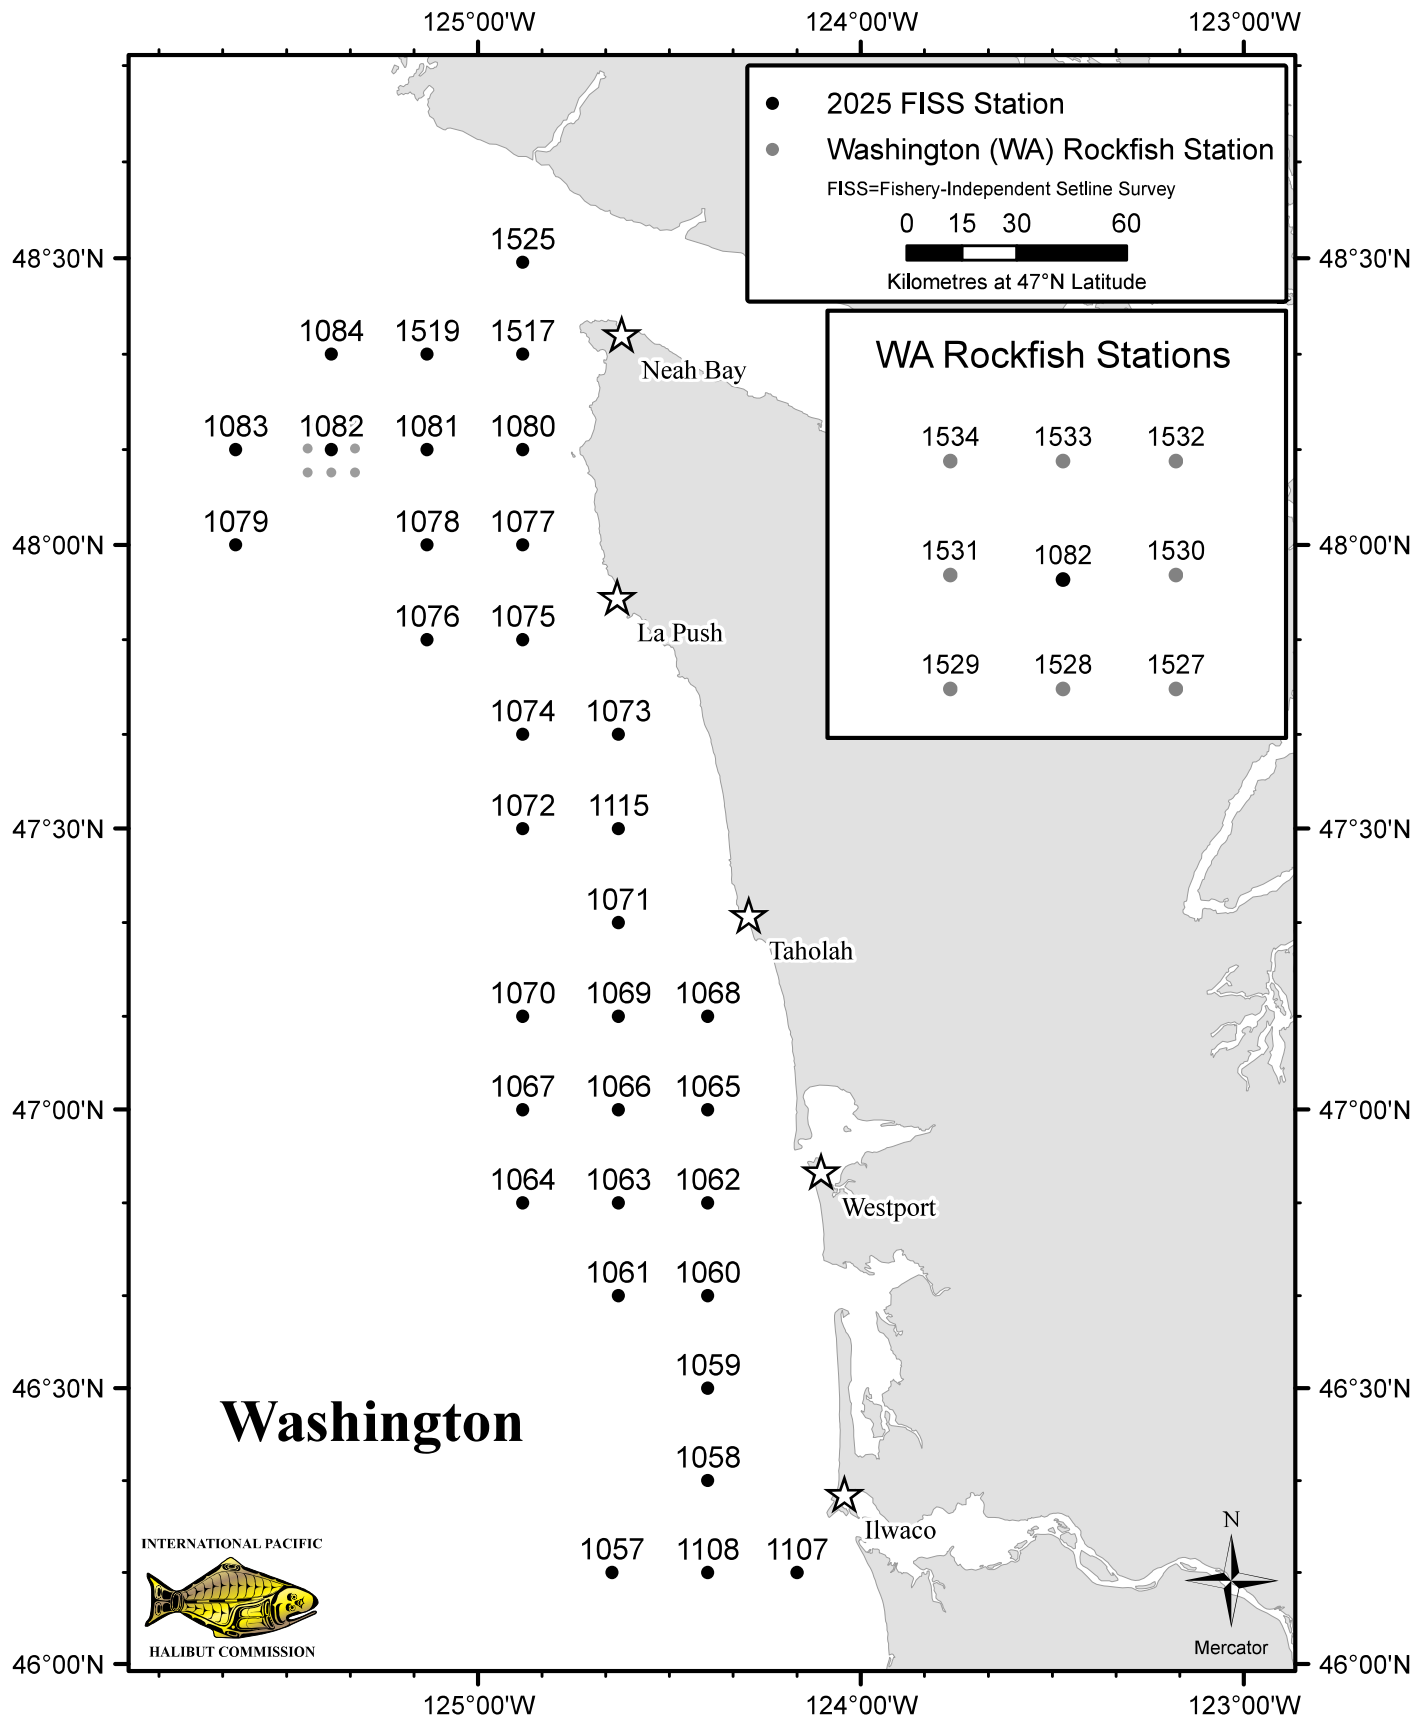 125°00'W 124°00'W 123°00'W
2025 FISS Station
Washington (WA) Rockfish Station
FISS=Fishery-Independent Setline Survey
0 15 30 60
Kilometres at 47°N Latitude
1525
48°30'N 48°30'N
1084 1519 1517
Neah Bay
WA Rockfish Stations
1534 1533 1532
1531 1082 1530
1529 1528 1527
1083 1082 1081 1080
1079 1078 1077
48°00'N 48°00'N
1076 1075
La Push
1074 1073
1072 1115
47°30'N 47°30'N
1071
Taholah
1070 1069 1068
1067 1066 1065
47°00'N 47°00'N
1064 1063 1062
Westport
1061 1060
1059
46°30'N 46°30'N
Washington
1058
Ilwaco
1057 1108 1107
INTERNATIONAL PACIFIC
HALIBUT COMMISSION
N
Mercator
46°00'N 46°00'N
125°00'W 124°00'W 123°00'W